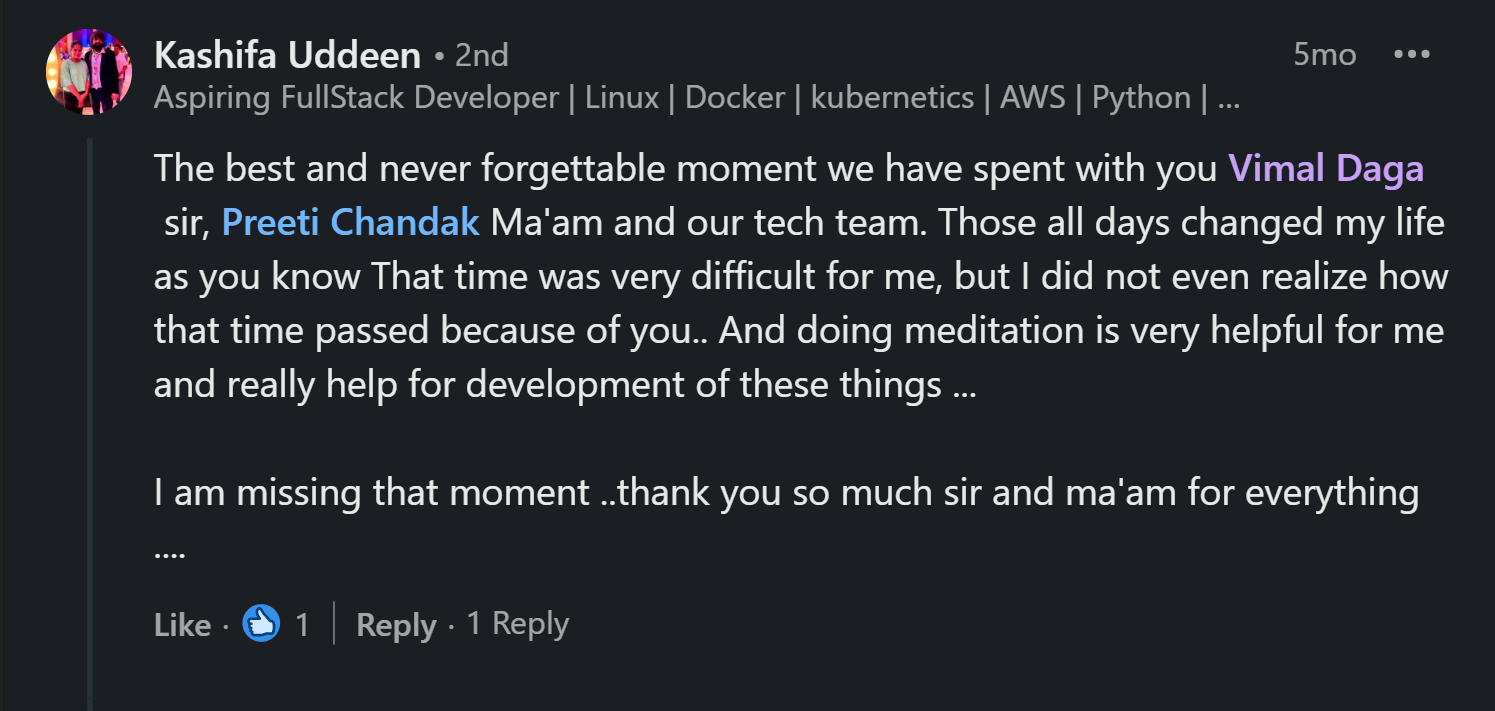 Kashifa Uddeen • 2nd 5mo •••
Aspiring FullStack Developer | Linux | Docker | kubernetics | AWS | Python | ...
The best and never forgettable moment we have spent with you Vimal Daga
sir, Preeti Chandak Ma'am and our tech team. Those all days changed my life
as you know That time was very difficult for me, but I did not even realize how
that time passed because of you.. And doing meditation is very helpful for me
and really help for development of these things ...
I am missing that moment ..thank you so much sir and ma'am for everything
....
Like · 1 | Reply · 1 Reply